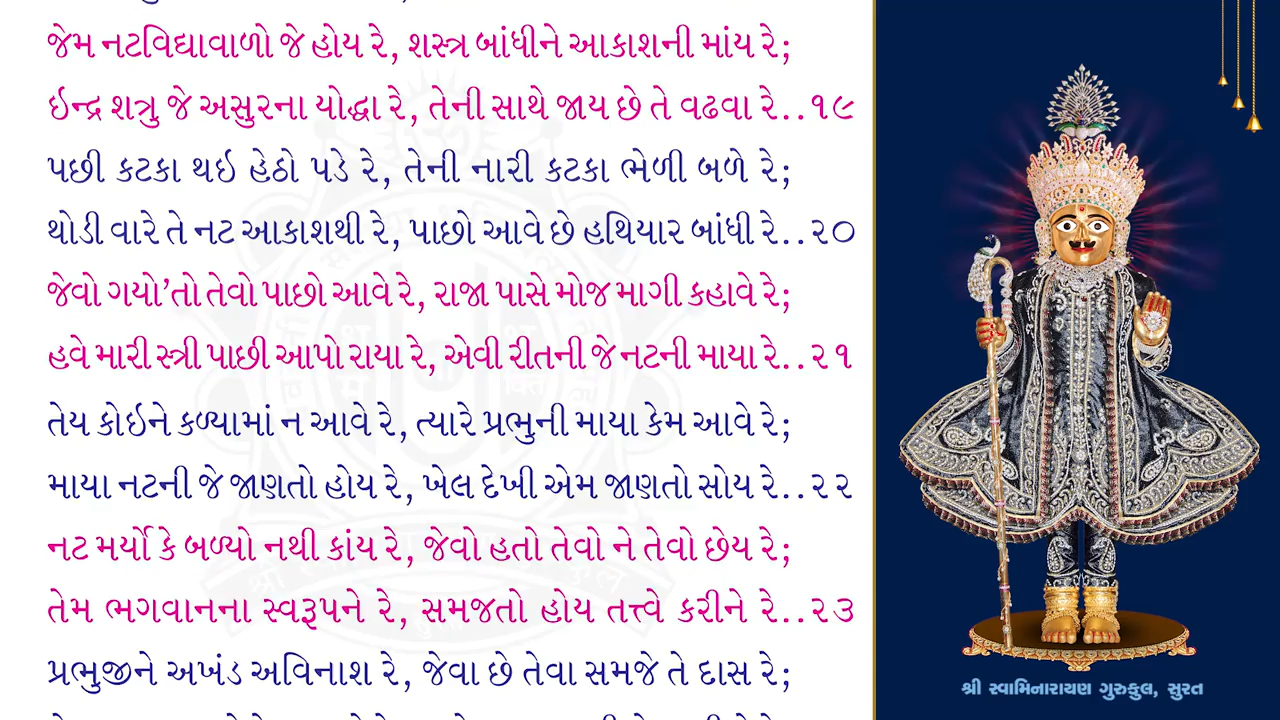 જેમ નટવિદ્યાવાળો જે હોય રે, શસ્ત્ર બાંધીને આકાશની માંય રે;
ઇન્દ્ર શત્રુ જે અસુરના યોદ્ધા રે, તેની સાથે જાય છે તે વઢવા રે..૧૯
પછી કટકા થઇ હેઠો પડે રે, તેની નારી કટકા ભેળી બળે રે;
થોડી વારે તે નટ આકાશથી રે, પાછો આવે છે હથિયાર બાંધી રે..૨૦
જેવો ગયો’તો તેવો પાછો આવે રે, રાજા પાસે મોજ માગી કહાવે રે;
હવે મારી સ્ત્રી પાછી આપો રાયા રે, એવી રીતની જે નટની માયા રે..૨૧
તેય કોઇને કળ્યામાં ન આવે રે, ત્યારે પ્રભુની માયા કેમ આવે રે;
માયા નટની જે જાણતો હોય રે, ખેલ દેખી એમ જાણતો સોય રે..૨૨
નટ મર્યો કે બળ્યો નથી કાંય રે, જેવો હતો તેવો ને તેવો છેય રે;
તેમ ભગવાનના સ્વરૂપને રે, સમજતો હોય તત્ત્વે કરીને રે..૨૩
પ્રભુજીને અખંડ અવિનાશ રે, જેવા છે તેવા સમજે તે દાસ રે;
શ્રી સ્વામિનારાયણ ગુરુકુલ, સુરત